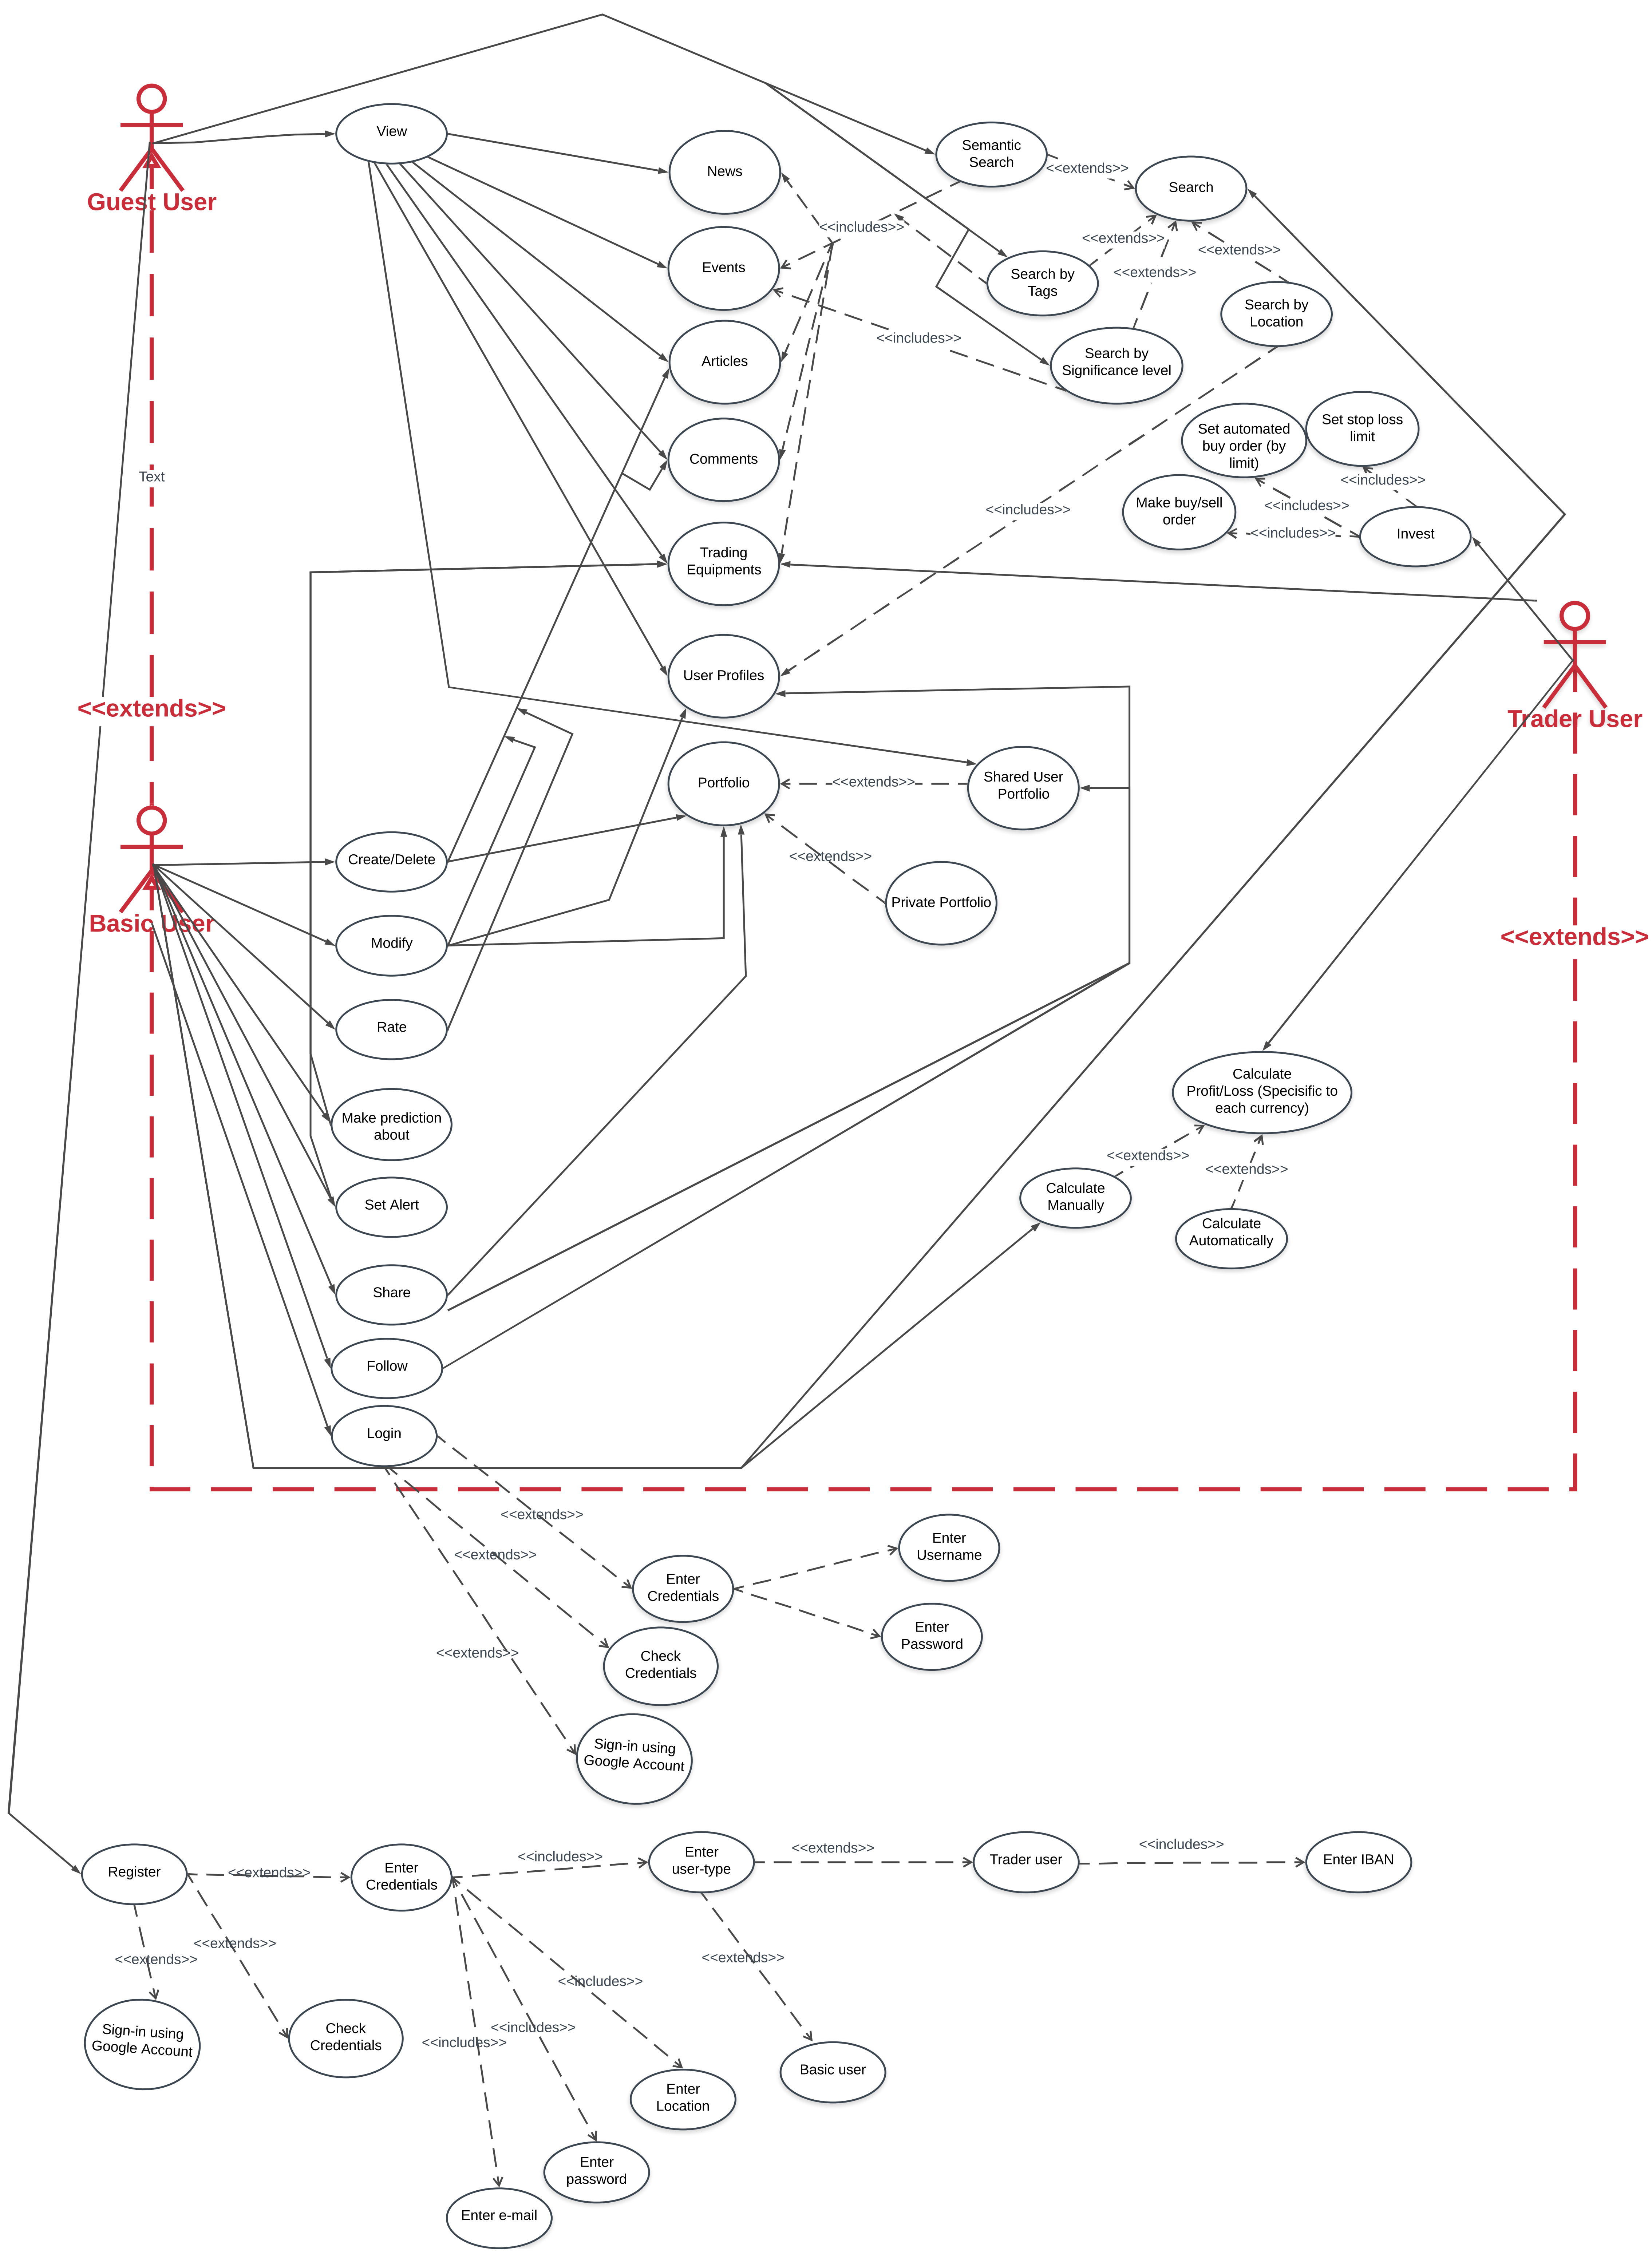 View
Semantic
Search
<<extends>>
News
Search
Guest User
<<includes>>
<<extends>>
<<extends>>
Events
Search by
Tags
<<extends>>
Search by
Location
<<includes>>
Articles
Search by
Significance level
Set automated
buy order (by
limit)
Set stop loss
limit
Comments
Text
<<includes>>
Make buy/sell
order
<<includes>>
<<includes>>
<<includes>>
Invest
Trading
Equipments
User Profiles
<<extends>>
Trader User
Portfolio
<<extends>>
Shared User
Portfolio
Create/Delete
<<extends>>
Private Portfolio
Basic User
Modify
<<extends>>
Rate
Calculate
Profit/Loss (Specisific to
each currency)
Make prediction
about
<<extends>>
<<extends>>
Set Alert
Calculate
Manually
Calculate
Automatically
Share
Follow
Login
<<extends>>
<<extends>>
Enter
Username
Enter
Credentials
Enter
Password
<<extends>>
Check
Credentials
Sign-in using
Google Account
Register
<<extends>>
Enter
Credentials
<<includes>>
Enter
user-type
<<extends>>
Trader user
<<includes>>
Enter IBAN
<<extends>>
<<extends>>
<<extends>>
<<includes>>
Sign-in using
Google Account
Check
Credentials
<<includes>>
<<includes>>
Basic user
Enter
Location
Enter
password
Enter e-mail